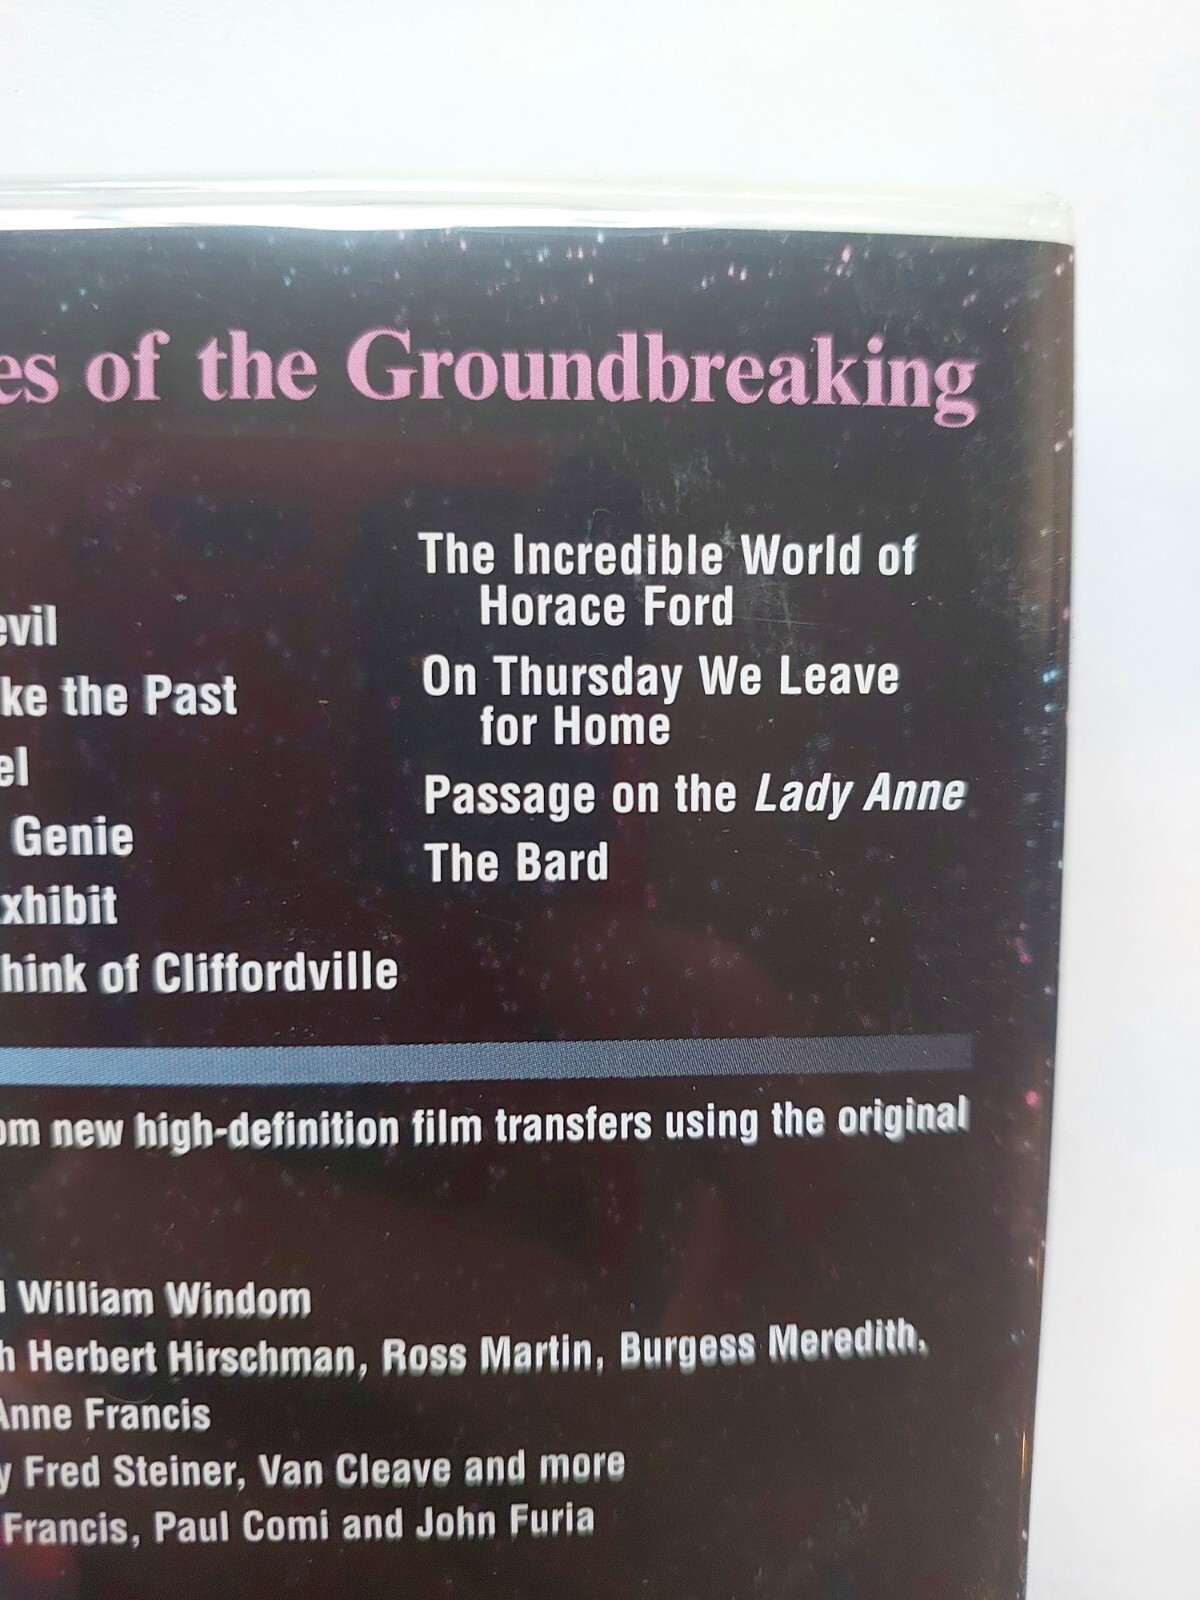 es of the Groundbreaking
evil
ke the Past
el
Genie
xhibit
hink of Cliffordville
The Incredible World of
Horace Ford
On Thursday We Leave
for Home
Passage on the Lady Anne
The Bard
om new high-definition film transfers using the original
William Windom
h Herbert Hirschman, Ross Martin, Burgess Meredith,
Anne Francis
y Fred Steiner, Van Cleave and more
Francis, Paul Comi and John Furia